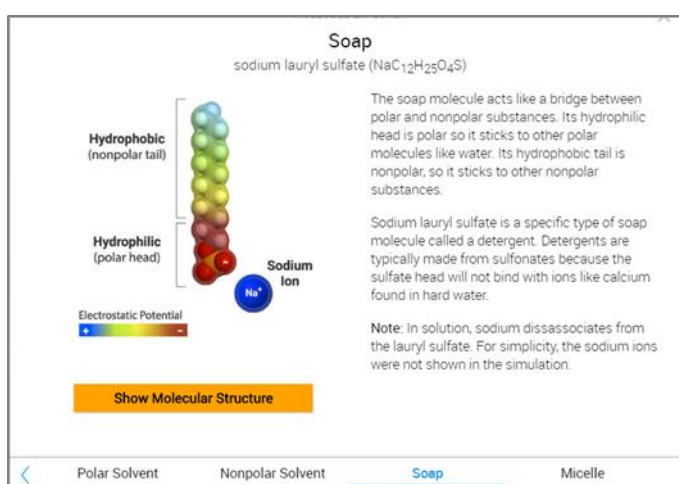 Soap
sodium lauryl sulfate (NaC12H25O4S)
Hydrophobic
(nonpolar tail)
Hydrophilic
(polar head)
Sodium
Ion
Na+
Electrostatic Potential
+ −
Show Molecular Structure
The soap molecule acts like a bridge between
polar and nonpolar substances. Its hydrophilic
head is polar so it sticks to other polar
molecules like water. Its hydrophobic tail is
nonpolar, so it sticks to other nonpolar
substances.
Sodium lauryl sulfate is a specific type of soap
molecule called a detergent. Detergents are
typically made from sulfonates because the
sulfate head will not bind with ions like calcium
found in hard water.
Note: In solution, sodium dissassociates from
the lauryl sulfate. For simplicity, the sodium ions
were not shown in the simulation.
Polar Solvent Nonpolar Solvent Soap Micelle